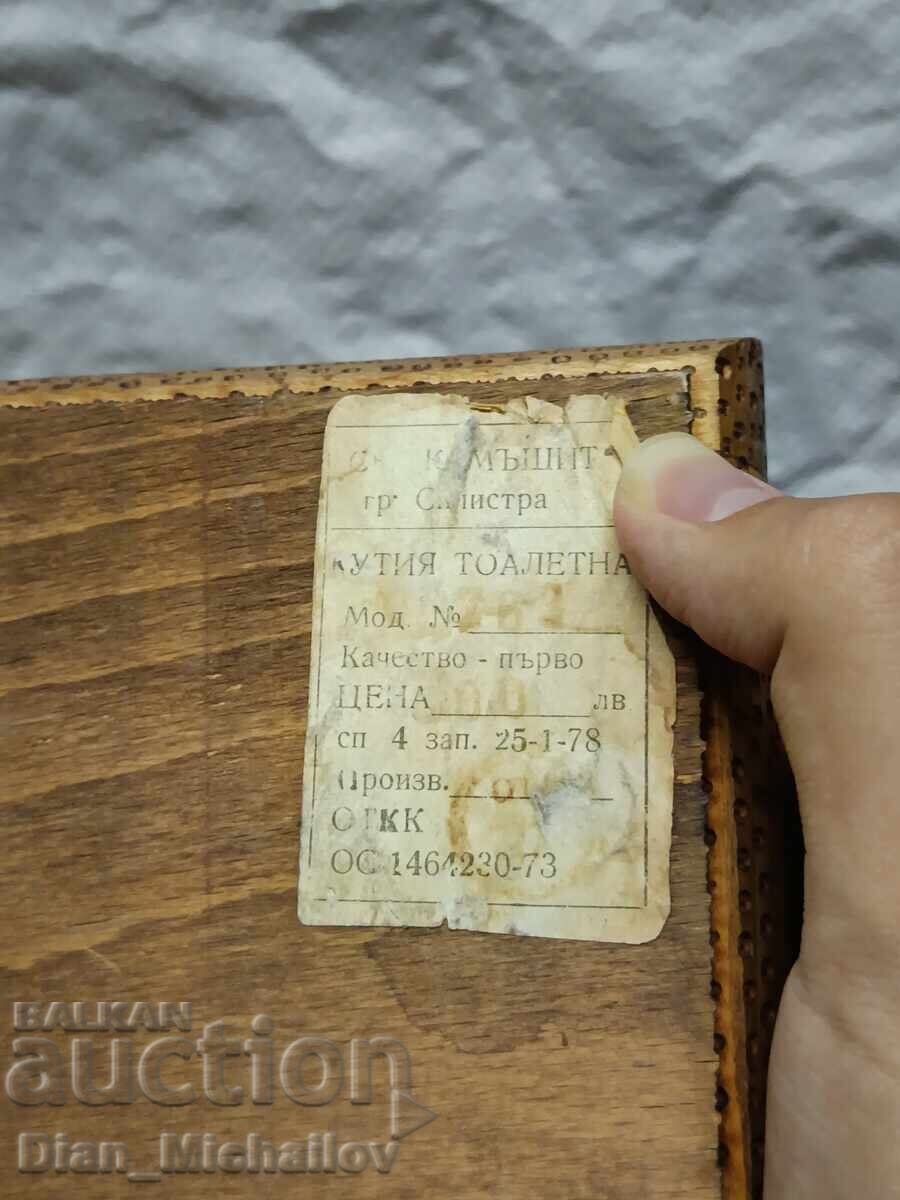 КАМЪШИТ
гр. Силистра
КУТИЯ ТОАЛЕТНА
Мод. №
Качество - първо
ЦЕНА лв
сп 4 зап. 25-1-78
Произв.
ОТКК
ОС 1464230-73
BALKAN
auction
Dian_Michailov